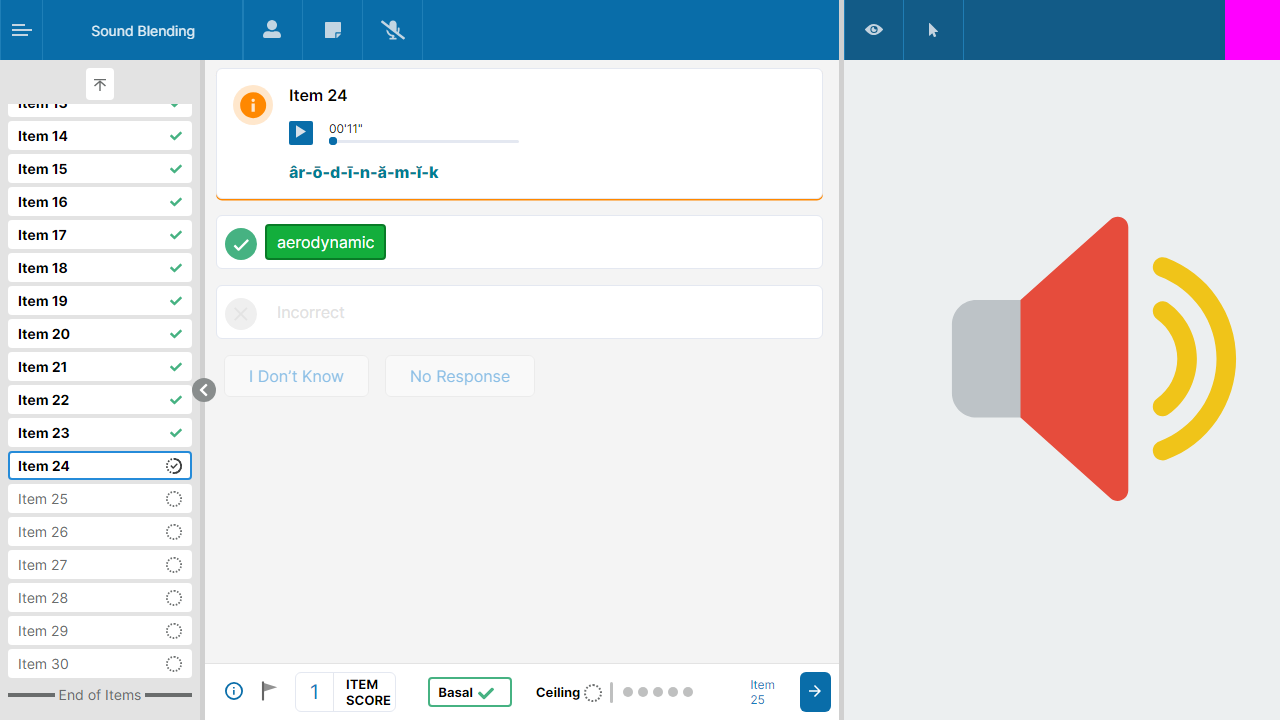 Sound Blending
Item 14
Item 15
Item 16
Item 17
Item 18
Item 19
Item 20
Item 21
Item 22
Item 23
Item 24
Item 25
Item 26
Item 27
Item 28
Item 29
Item 30
End of Items
Item 24
00'11"
âr-ō-d-ī-n-ă-m-ĭ-k
aerodynamic
Incorrect
I Don’t Know
No Response
1
ITEM
SCORE
Basal
Ceiling
Item
25